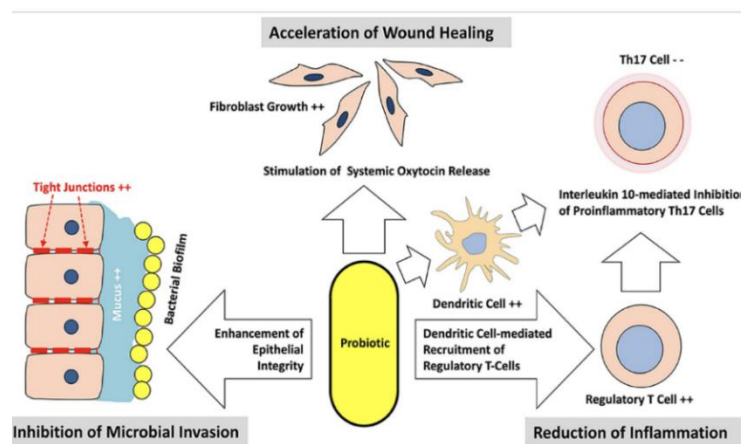 Acceleration of Wound Healing
Th17 Cell - -
Fibroblast Growth ++
Stimulation of Systemic Oxytocin Release
Tight Junctions ++
Interleukin 10-mediated Inhibition
of Proinflammatory Th17 Cells
Mucus ++
Bacterial Biofilm
Dendritic Cell ++
Enhancement of
Epithelial
Integrity
Probiotic
Dendritic Cell-mediated
Recruitment of
Regulatory T-Cells
Regulatory T Cell ++
Inhibition of Microbial Invasion
Reduction of Inflammation